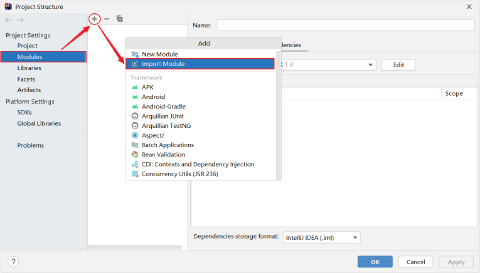 Project Structure
Project Settings
Project
Modules
Libraries
Facets
Artifacts
Platform Settings
SDKs
Global Libraries
Problems
Name:
Add
New Module
Import Module
Framework
APK
Android
Android-Gradle
Arquillian JUnit
Arquillian TestNG
AspectJ
Batch Applications
Bean Validation
CDI: Contexts and Dependency Injection
Concurrency Utils (JSR 236)
dencies
1.8
Edit
Scope
Dependencies storage format:
IntelliJ IDEA (.iml)
?
OK
Cancel
Apply